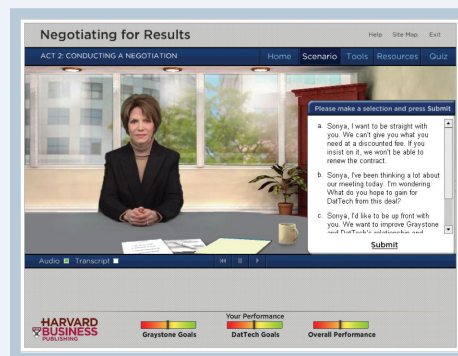 Negotiating for Results
Help Site Map Exit
ACT 2: CONDUCTING A NEGOTIATION
Home Scenario Tools Resources Quiz
Please make a selection and press Submit
a. Sonya, I want to be straight with
you. We can't give you what you
need at a discounted fee. If you
insist on it, we won't be able to
renew the contract.
b. Sonya, I've been thinking a lot about
our meeting today. I'm wondering:
What do you hope to gain for
DatTech from this deal?
c. Sonya, I'd like to be up front with
you. We want to improve Graystone
and DatTech's relationship and
Submit
Audio Transcript
HARVARD
BUSINESS
PUBLISHING
Your Performance
Graystone Goals
DatTech Goals
Overall Performance